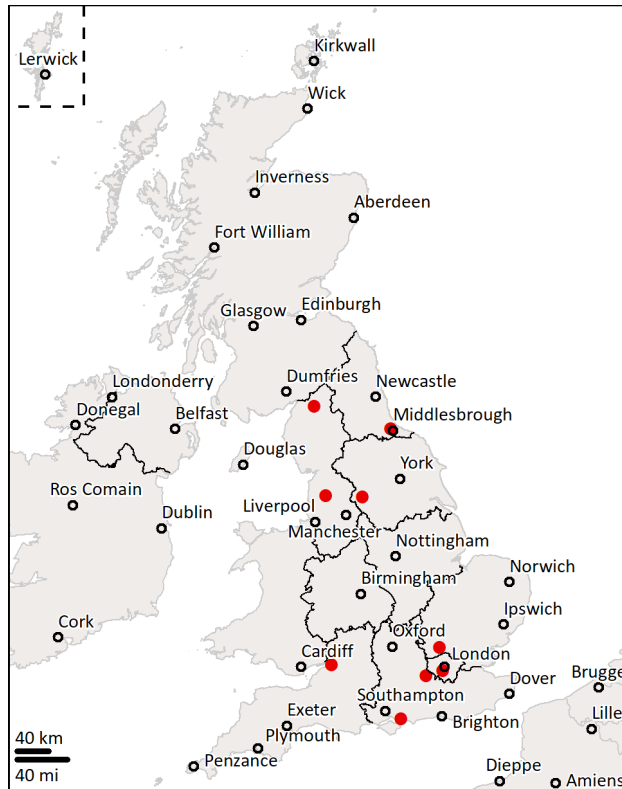 Kirkwall
Lerwick
Wick
Inverness
Aberdeen
Fort William
Glasgow
Edinburgh
Dumfries
Londonderry
Newcastle
Donegal
Belfast
Middlesbrough
Douglas
York
Ros Comain
Liverpool
Dublin
Manchester
Nottingham
Birmingham
Norwich
Ipswich
Cork
Oxford
Cardiff
London
Southampton
Dover
Brugge
Exeter
Brighton
Lille
Plymouth
40 km
Penzance
40 mi
Dieppe
Amiens